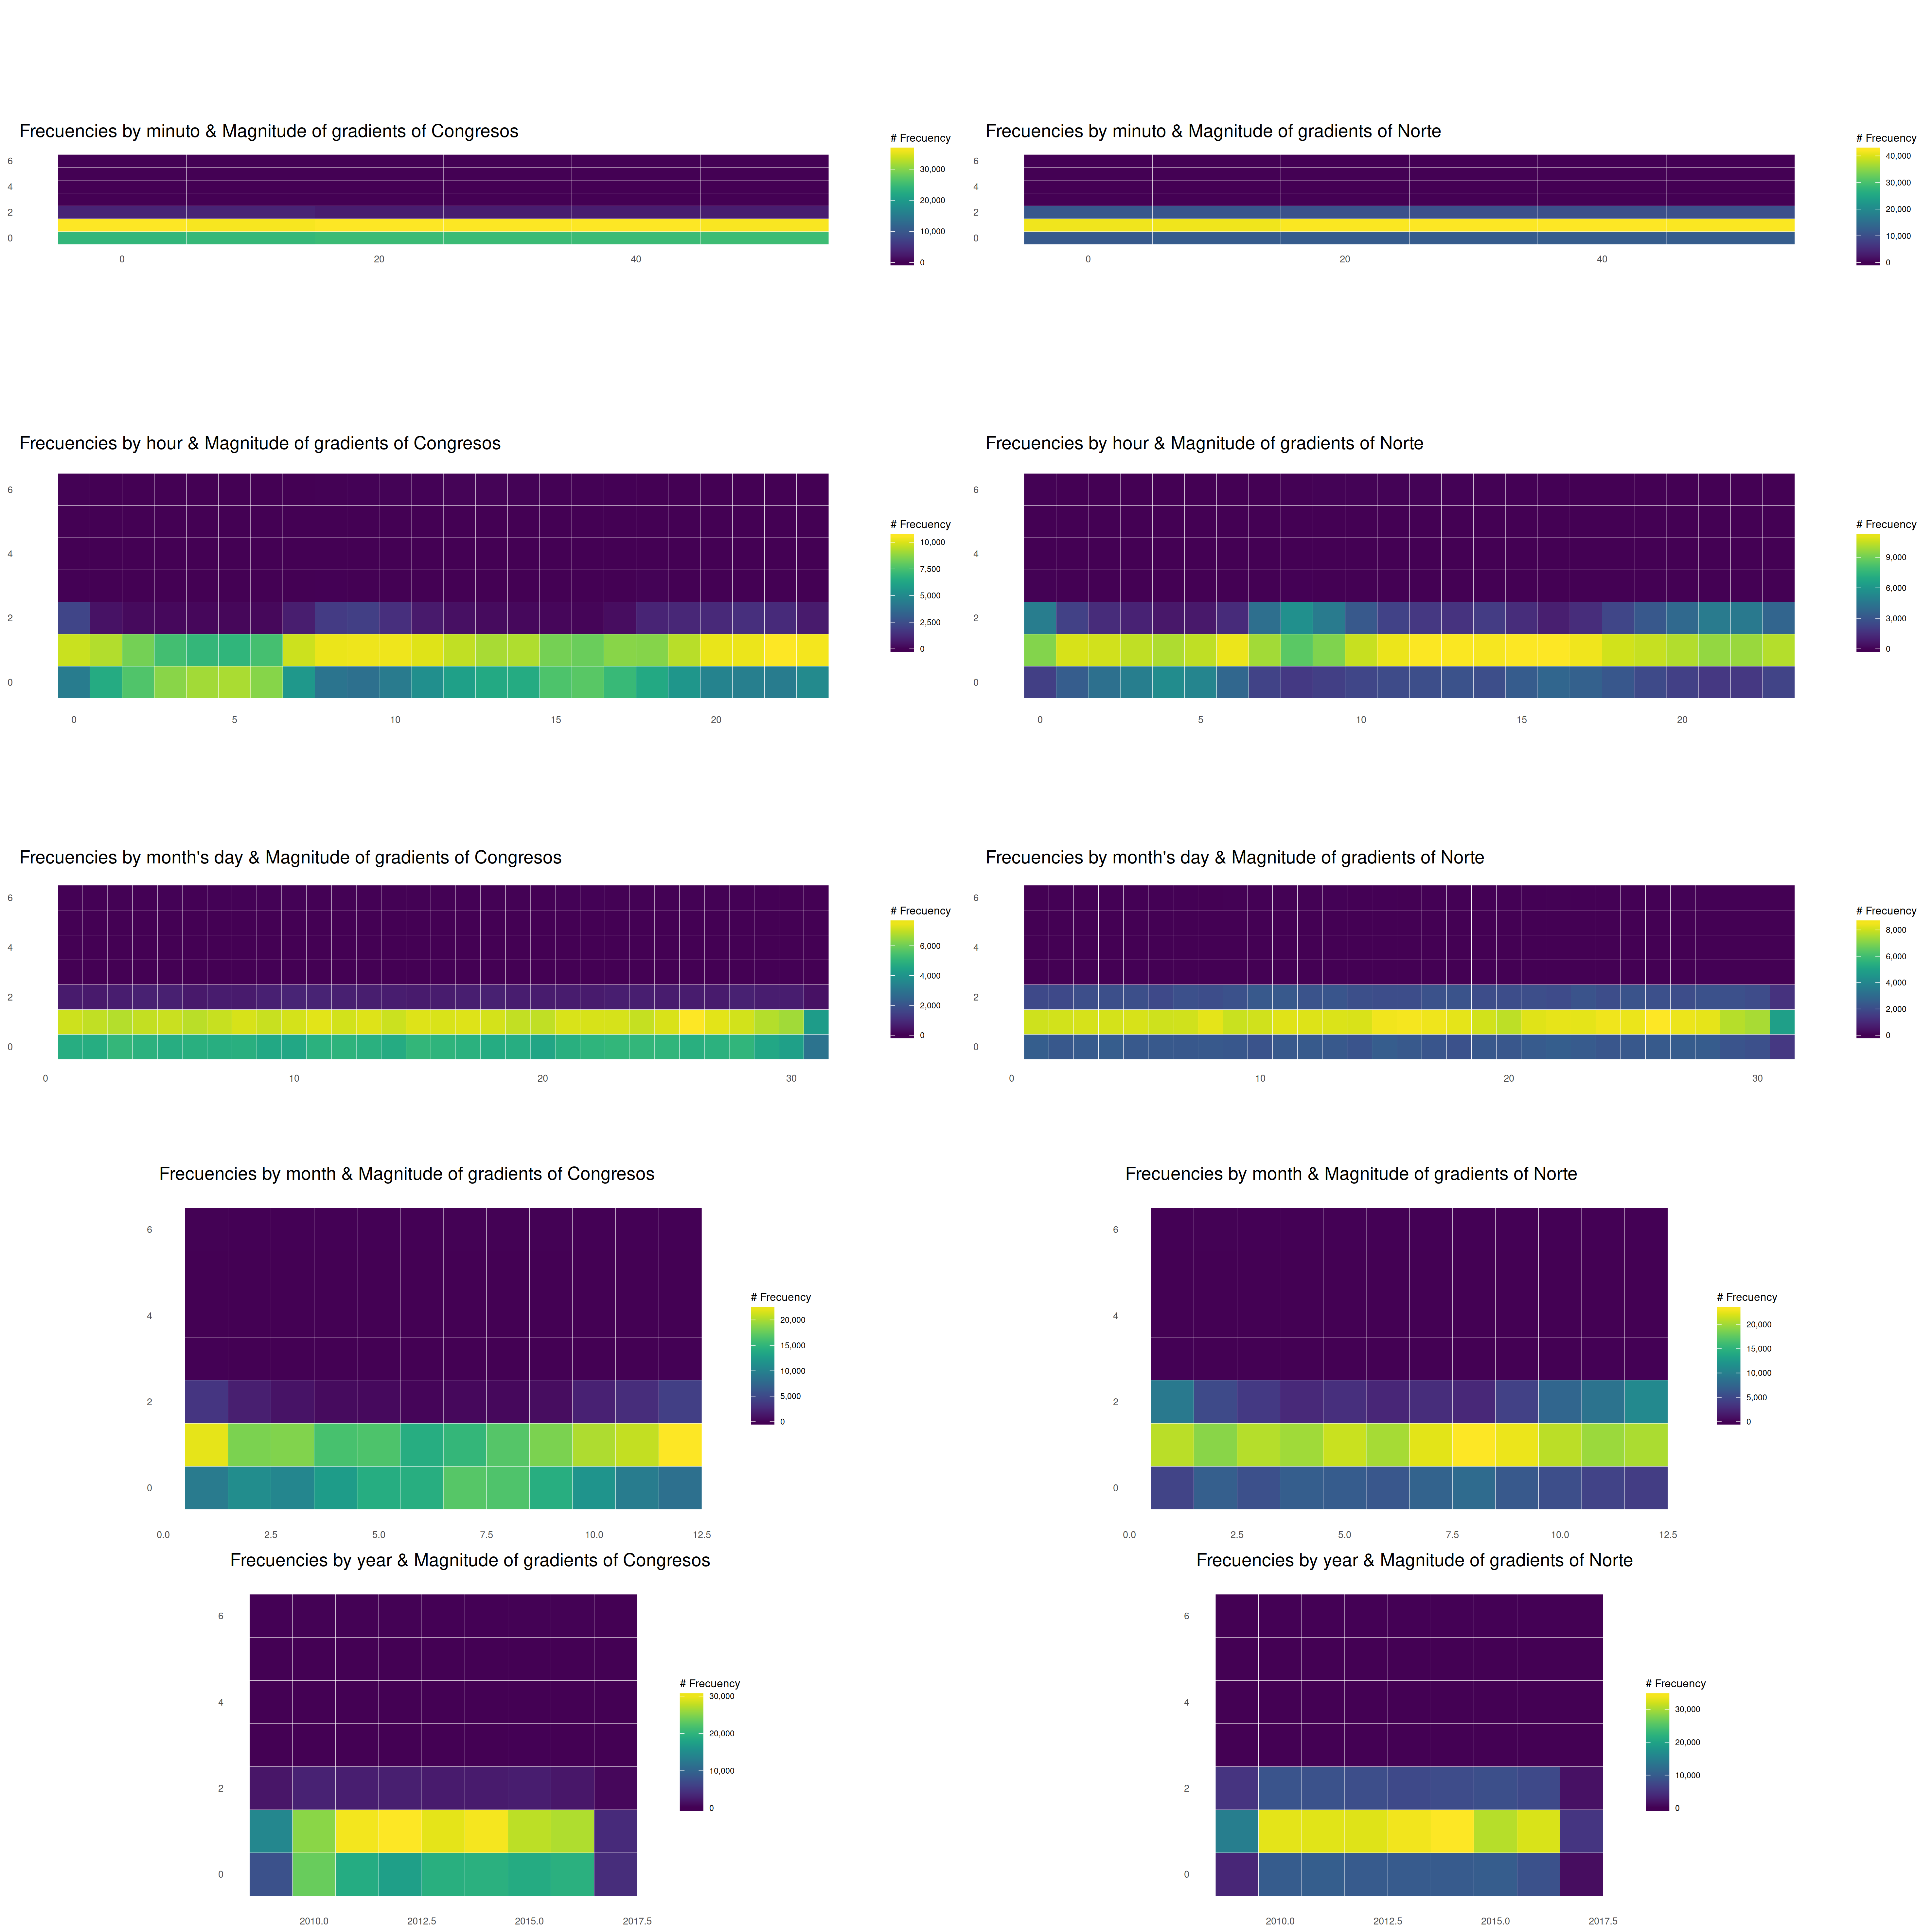 Frecuencies by minuto & Magnitude of gradients of Congresos
6
4
2
0
0 20 40
# Frecuency
30,000
20,000
10,000
0
Frecuencies by minuto & Magnitude of gradients of Norte
6
4
2
0
0 20 40
# Frecuency
40,000
30,000
20,000
10,000
0
Frecuencies by hour & Magnitude of gradients of Congresos
6
4
2
0
0 5 10 15 20
# Frecuency
10,000
7,500
5,000
2,500
0
Frecuencies by hour & Magnitude of gradients of Norte
6
4
2
0
0 5 10 15 20
# Frecuency
9,000
6,000
3,000
0
Frecuencies by month's day & Magnitude of gradients of Congresos
6
4
2
0
0 10 20 30
# Frecuency
6,000
4,000
2,000
0
Frecuencies by month's day & Magnitude of gradients of Norte
6
4
2
0
0 10 20 30
# Frecuency
8,000
6,000
4,000
2,000
0
Frecuencies by month & Magnitude of gradients of Congresos
6
4
2
0
0.0 2.5 5.0 7.5 10.0 12.5
# Frecuency
20,000
15,000
10,000
5,000
0
Frecuencies by month & Magnitude of gradients of Norte
6
4
2
0
0.0 2.5 5.0 7.5 10.0 12.5
# Frecuency
20,000
15,000
10,000
5,000
0
Frecuencies by year & Magnitude of gradients of Congresos
6
4
2
0
2010.0 2012.5 2015.0 2017.5
# Frecuency
30,000
20,000
10,000
0
Frecuencies by year & Magnitude of gradients of Norte
6
4
2
0
2010.0 2012.5 2015.0 2017.5
# Frecuency
30,000
20,000
10,000
0